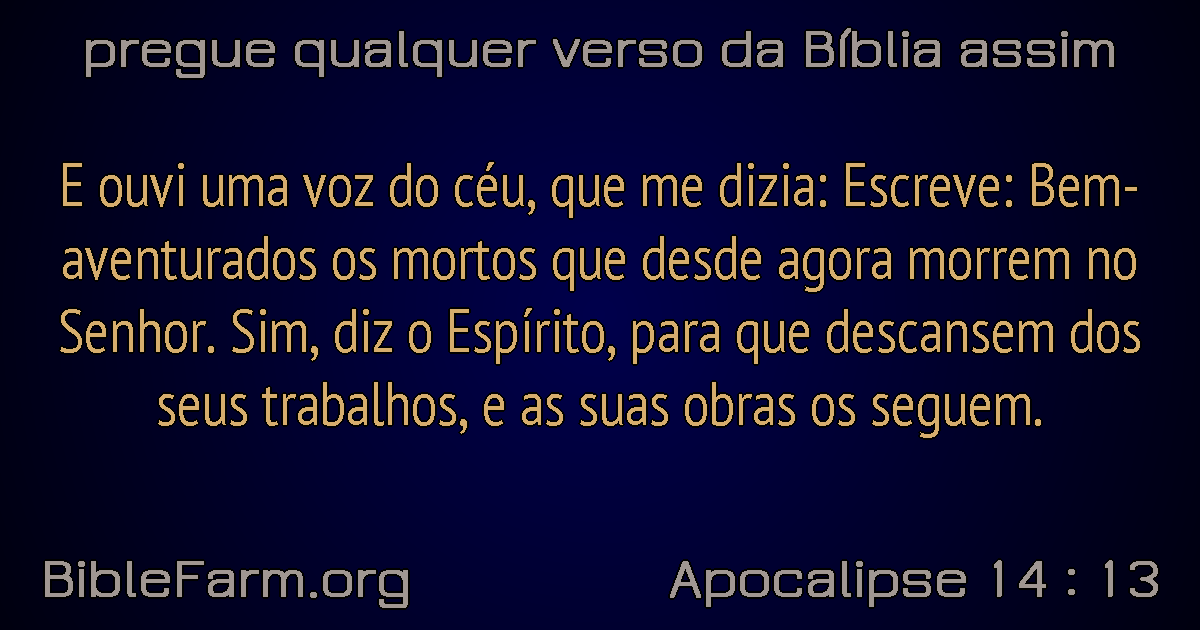 pregue qualquer verso da Bíblia assim
E ouvi uma voz do céu, que me dizia: Escreve: Bem-
aventurados os mortos que desde agora morrem no
Senhor. Sim, diz o Espírito, para que descansem dos
seus trabalhos, e as suas obras os seguem.
BibleFarm.org
Apocalipse 14 : 13